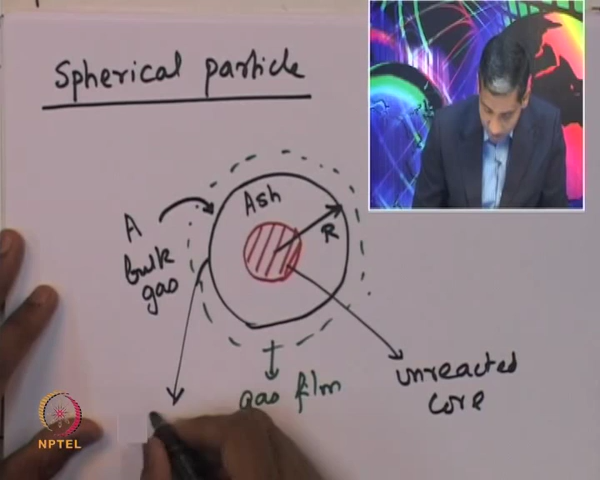 Spherical particle
Ash
R
A
bulk
gas
gas film
unreacted
core
NPTEL